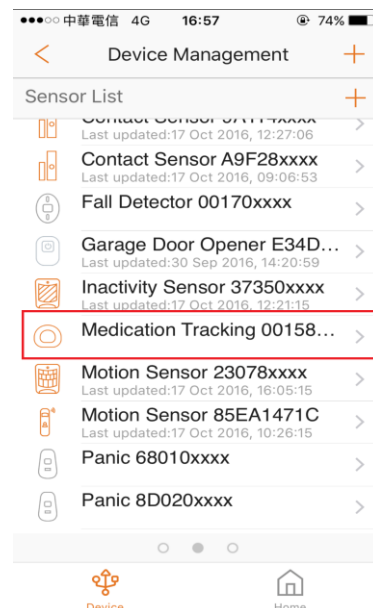 中華電信 4G 16:57 74%
< Device Management +
Sensor List +
Contact Sensor 9A114xxxx
Last updated:17 Oct 2016, 12:27:06
Contact Sensor A9F28xxxx
Last updated:17 Oct 2016, 09:06:53
Fall Detector 00170xxxx
Garage Door Opener E34D...
Last updated:30 Sep 2016, 14:20:59
Inactivity Sensor 37350xxxx
Last updated:17 Oct 2016, 12:21:15
Medication Tracking 00158...
Motion Sensor 23078xxxx
Last updated:17 Oct 2016, 16:05:15
Motion Sensor 85EA1471C
Last updated:17 Oct 2016, 10:26:15
Panic 68010xxxx
Panic 8D020xxxx
Device Home